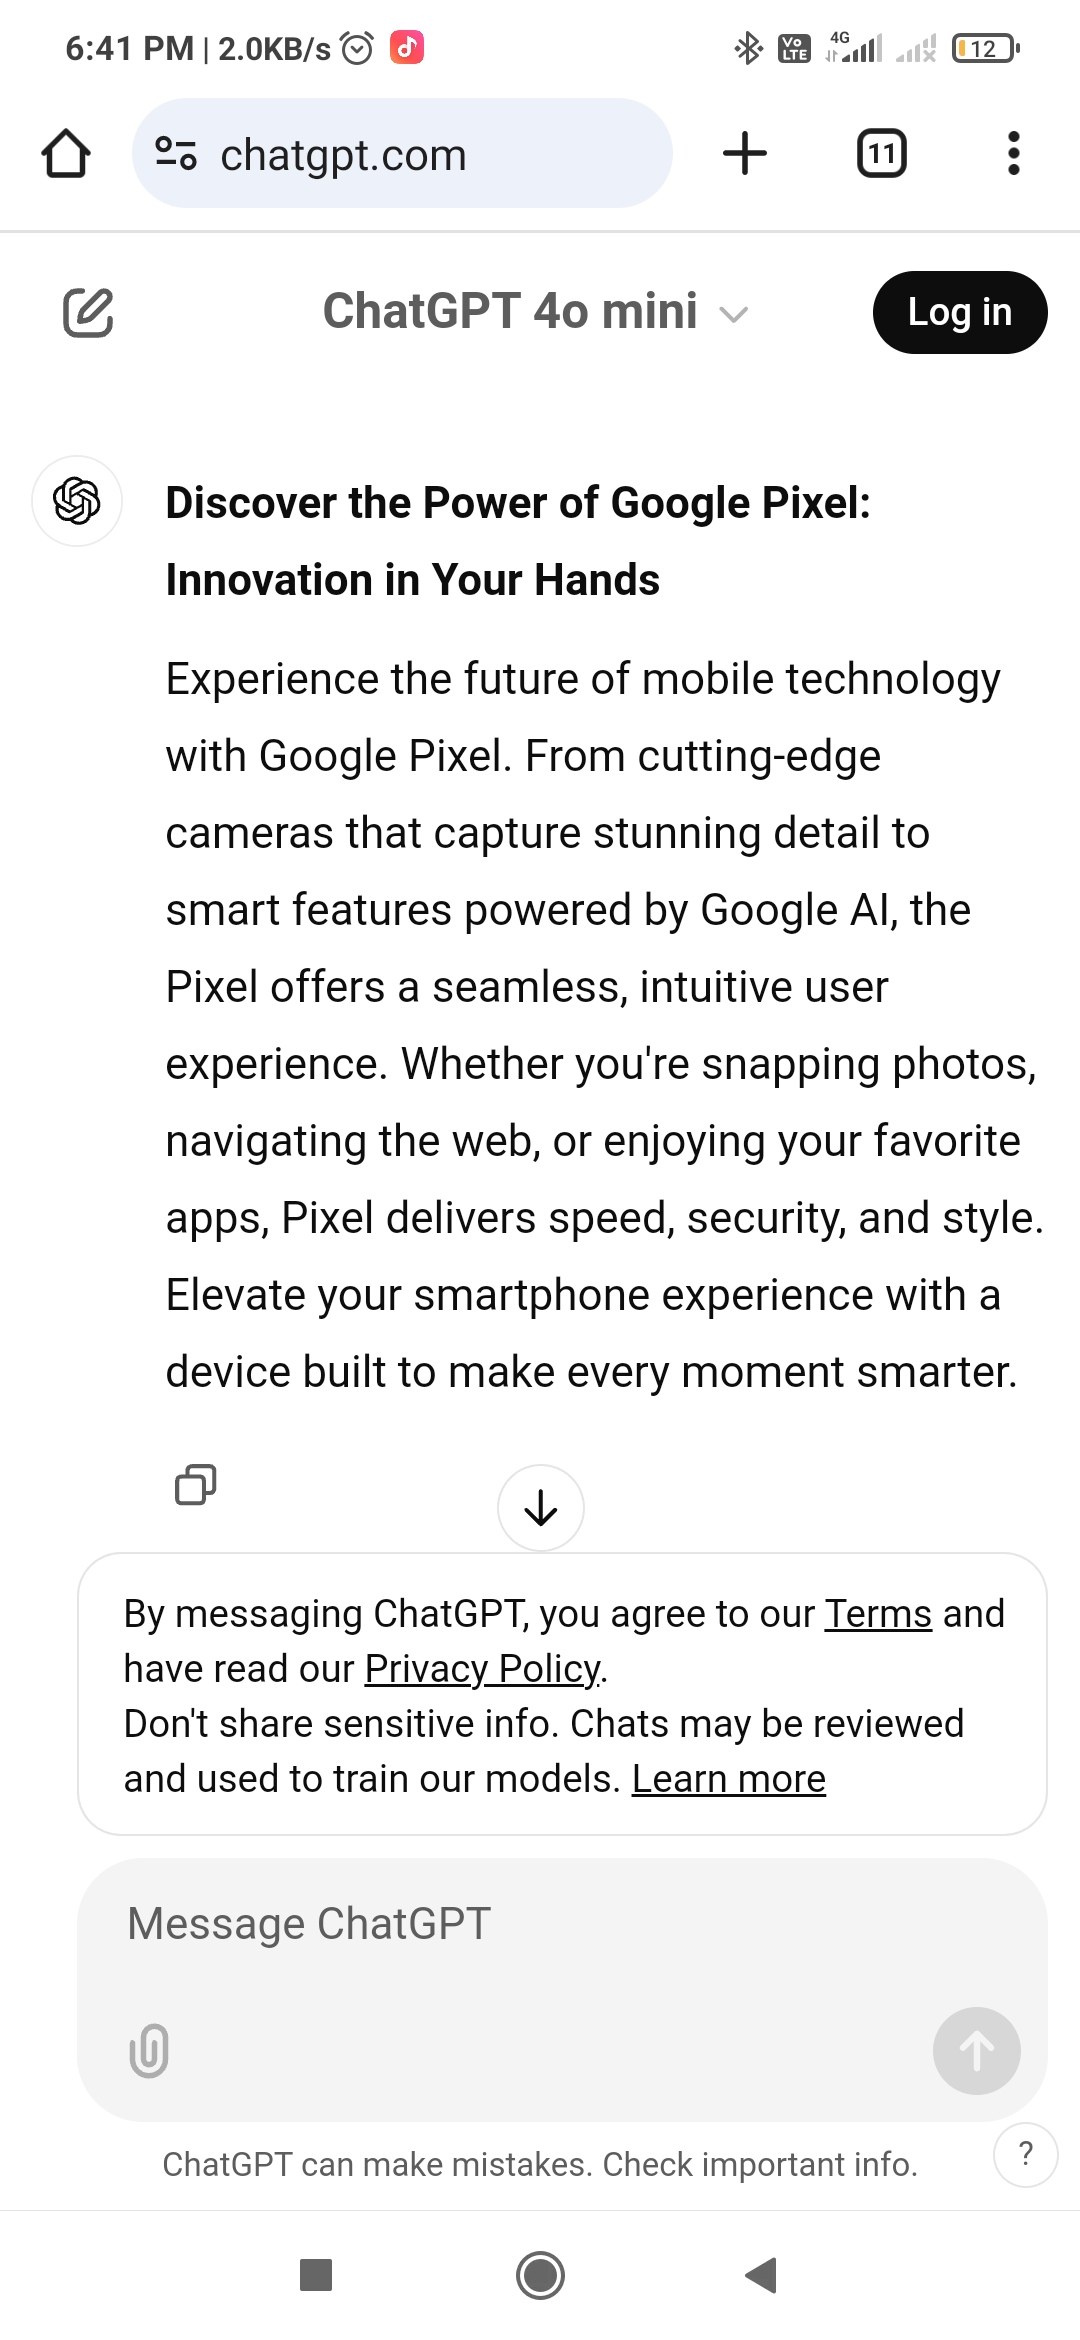 6:41 PM | 2.0KB/s
Vo LTE 4G 12
chatgpt.com
11
ChatGPT 4o mini
Log in
Discover the Power of Google Pixel:
Innovation in Your Hands
Experience the future of mobile technology
with Google Pixel. From cutting-edge
cameras that capture stunning detail to
smart features powered by Google AI, the
Pixel offers a seamless, intuitive user
experience. Whether you're snapping photos,
navigating the web, or enjoying your favorite
apps, Pixel delivers speed, security, and style.
Elevate your smartphone experience with a
device built to make every moment smarter.
By messaging ChatGPT, you agree to our Terms and
have read our Privacy Policy.
Don't share sensitive info. Chats may be reviewed
and used to train our models. Learn more
Message ChatGPT
ChatGPT can make mistakes. Check important info.
?